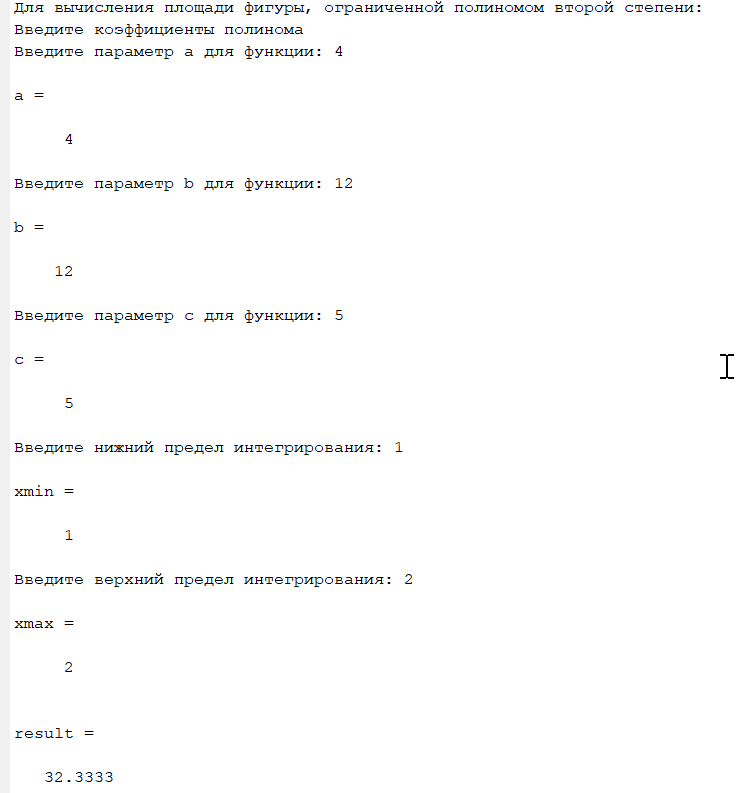 Для вычисления площади фигуры, ограниченной полиномом второй степени:
Введите коэффициенты полинома
Введите параметр a для функции: 4
a =
4
Введите параметр b для функции: 12
b =
12
Введите параметр c для функции: 5
c =
5
Введите нижний предел интегрирования: 1
xmin =
1
Введите верхний предел интегрирования: 2
xmax =
2
result =
32.3333